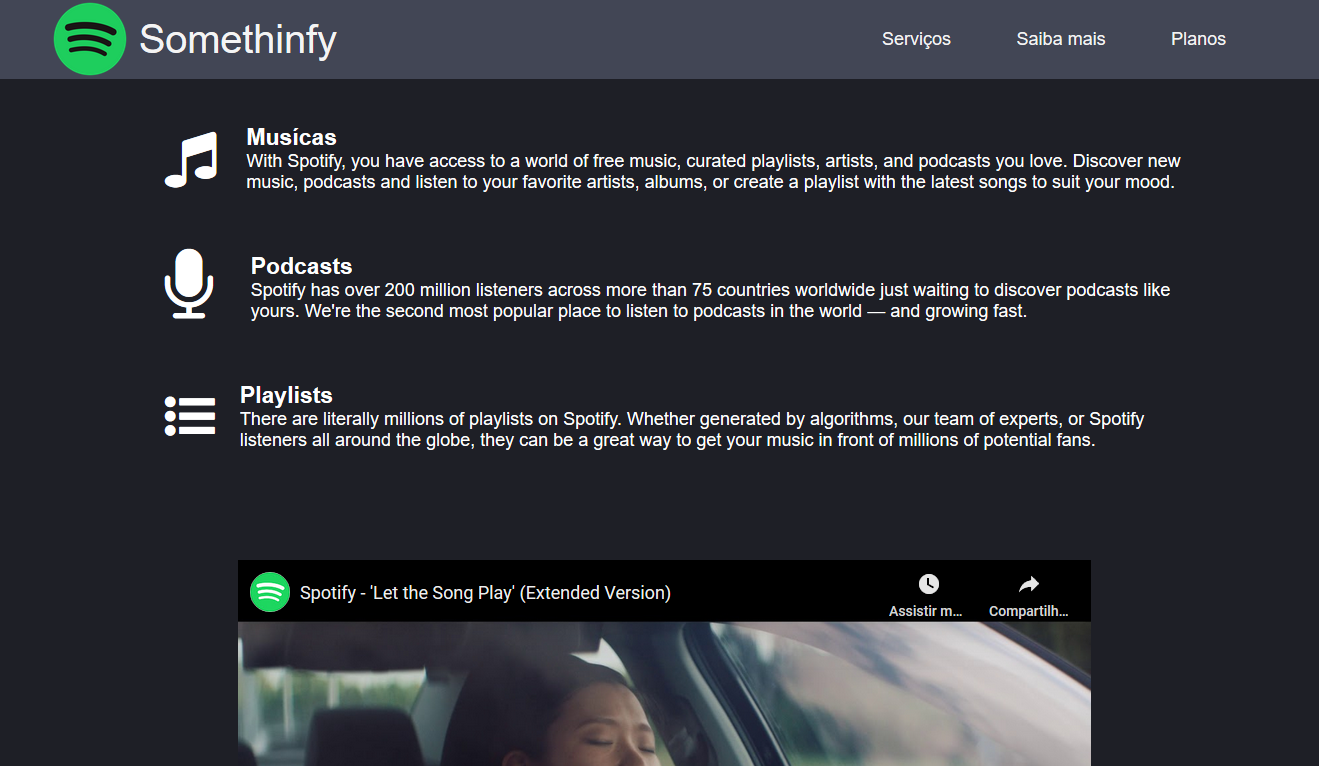 Somethinfy
Serviços
Saiba mais
Planos
Musícas
With Spotify, you have access to a world of free music, curated playlists, artists, and podcasts you love. Discover new
music, podcasts and listen to your favorite artists, albums, or create a playlist with the latest songs to suit your mood.
Podcasts
Spotify has over 200 million listeners across more than 75 countries worldwide just waiting to discover podcasts like
yours. We're the second most popular place to listen to podcasts in the world — and growing fast.
Playlists
There are literally millions of playlists on Spotify. Whether generated by algorithms, our team of experts, or Spotify
listeners all around the globe, they can be a great way to get your music in front of millions of potential fans.
Spotify - 'Let the Song Play' (Extended Version)
Assistir m...
Compartilh...